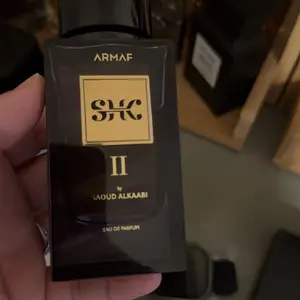 ARMAF
SHC
II
by
SAOUD ALKAABI
EAU DE PARFUM